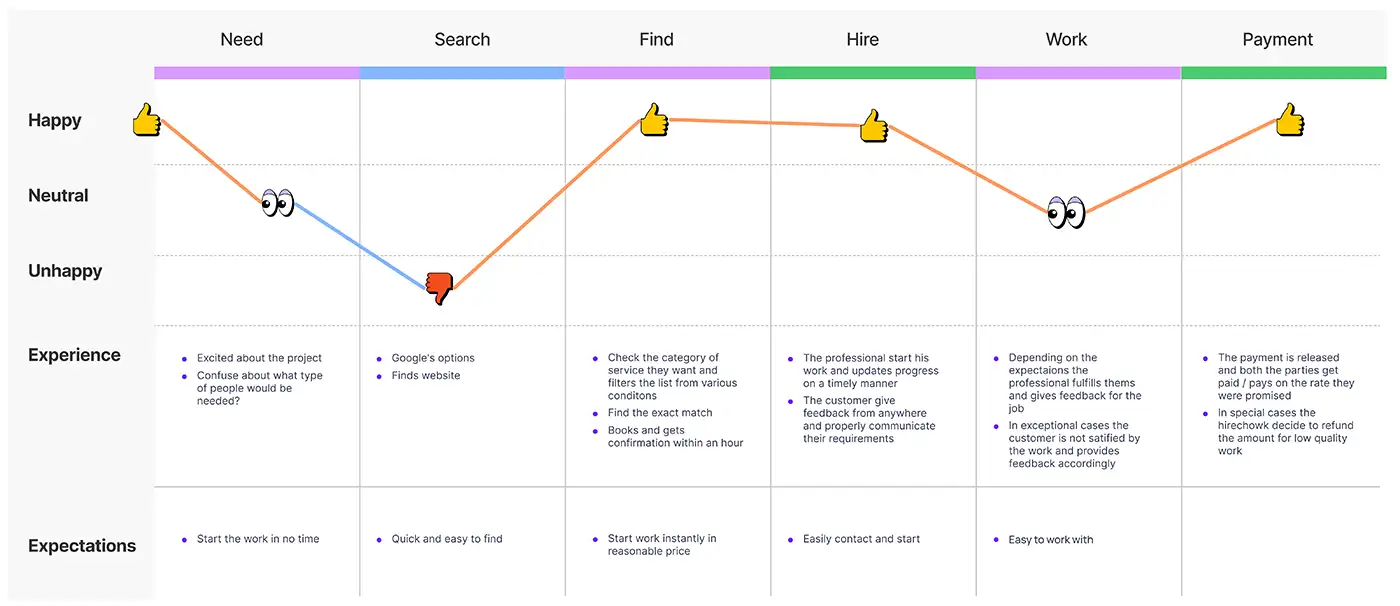 Need
Search
Find
Hire
Work
Payment
Happy
Neutral
Unhappy
Experience
Excited about the project
Confuse about what type
of people would be
needed?
Google's options
Finds website
Check the category of
service they want and
filters the list from various
conditons
Find the exact match
Books and gets
confirmation within an hour
The professional start his
work and updates progress
on a timely manner
The customer give
feedback from anywhere
and properly communicate
their requirements
Depending on the
expectaions the
professional fulfills thems
and gives feedback for the
job
In exceptional cases the
customer is not satified by
the work and provides
feedback accordingly
The payment is released
and both the parties get
paid / pays on the rate they
were promised
In special cases the
hirechowk decide to refund
the amount for low quality
work
Expectations
Start the work in no time
Quick and easy to find
Start work instantly in
reasonable price
Easily contact and start
Easy to work with